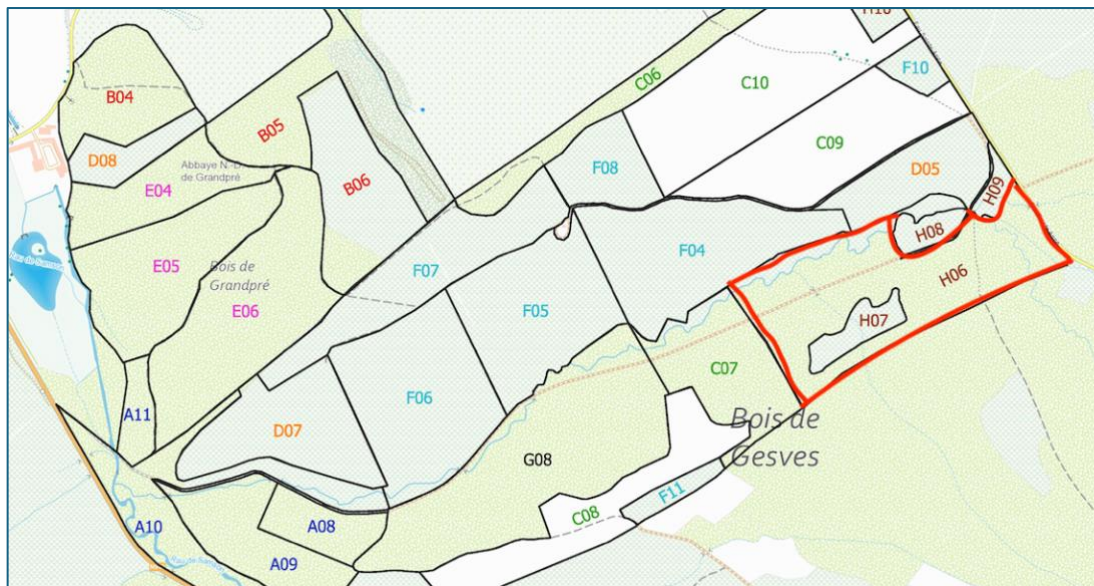 H10
C06
C10
F10
B04
B05
C09
D08
Abbaye N.-D.
de Grandpré
F08
D05
E04
B06
H09
H08
F04
E05
Bois de
Grandpré
F07
H06
E06
F05
H07
C07
F06
A11
Bois de
Gesves
D07
G08
F11
C08
A10
A08
A09